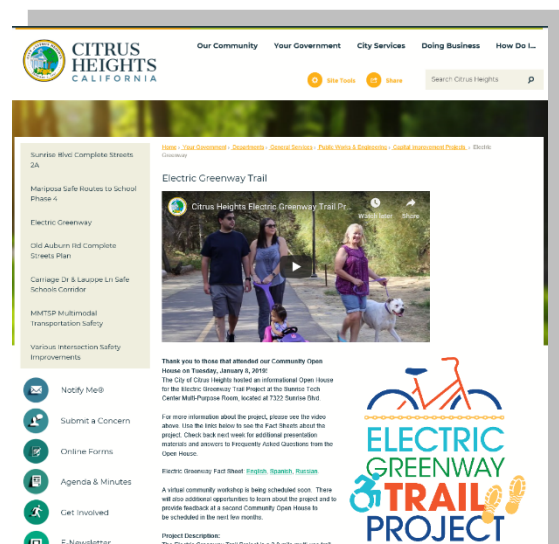 CITRUS
HEIGHTS
CALIFORNIA
Our Community Your Government City Services Doing Business How Do I...
Site Tools Share Search Citrus Heights
Home › Your Government › Departments › General Services › Public Works & Engineering › Capital Improvement Projects › Electric
Greenway
Sunrise Blvd Complete Streets
2A
Mariposa Safe Routes to School
Phase 4
Electric Greenway
Old Auburn Rd Complete
Streets Plan
Carriage Dr & Lauppe Ln Safe
Schools Corridor
MMTSP Multimodal
Transportation Safety
Various Intersection Safety
Improvements
Notify Me®
Submit a Concern
Online Forms
Agenda & Minutes
Get Involved
E-Newsletter
Electric Greenway Trail
Citrus Heights Electric Greenway Trail Pr...
Watch later Share
Thank you to those that attended our Community Open
House on Tuesday, January 8, 2019!
The City of Citrus Heights hosted an informational Open House
for the Electric Greenway Trail Project at the Sunrise Tech
Center Multi-Purpose Room, located at 7322 Sunrise Blvd.
For more information about the project, please see the video
above. Use the links below to see the Fact Sheets about the
project. Check back next week for additional presentation
materials and answers to Frequently Asked Questions from the
Open House.
Electric Greenway Fact Sheet: English, Spanish, Russian
A virtual community workshop is being scheduled soon. There
will also additional opportunities to learn about the project and to
provide feedback at a second Community Open House to
be scheduled in the next few months.
Project Description:
ELECTRIC
GREENWAY
TRAIL
PROJECT